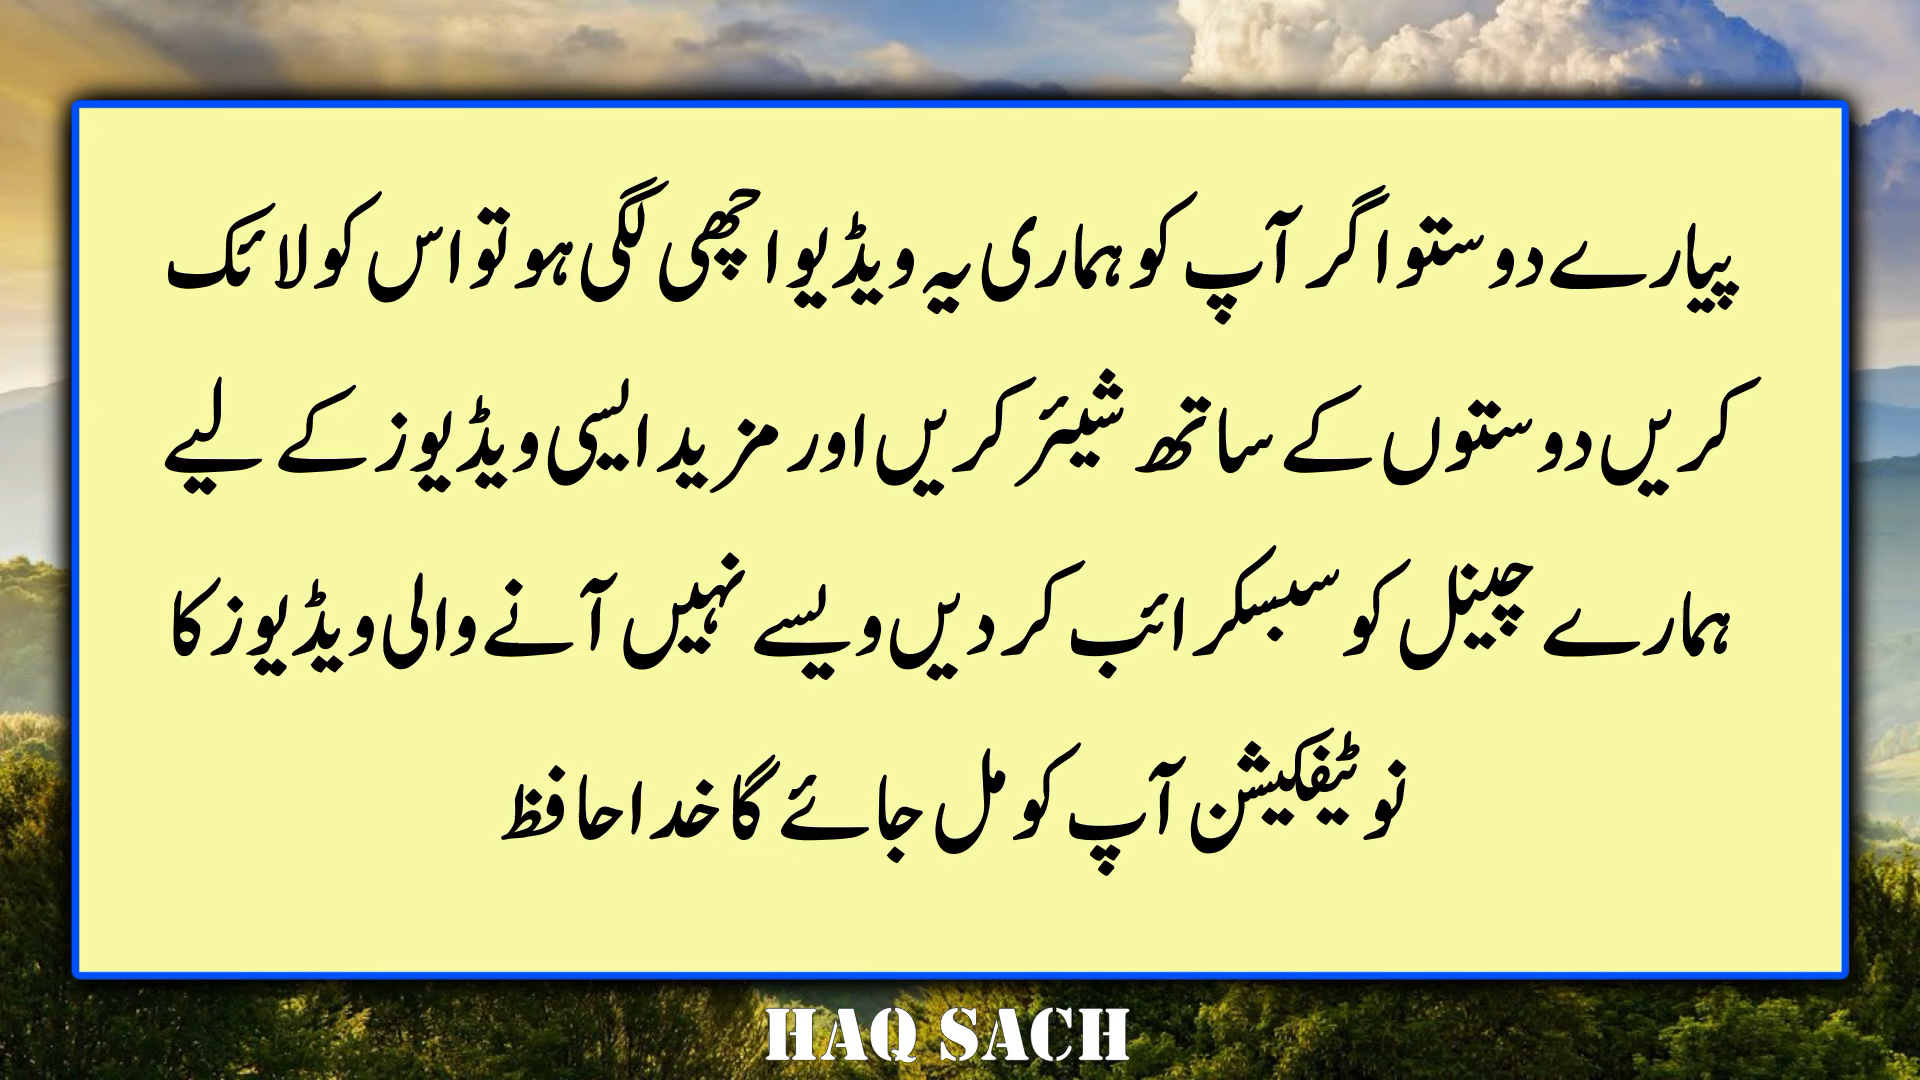 پیارے دوستو اگر آپ کو ہماری یہ ویڈیو اچھی لگی ہو تو اس کو لائک
کریں دوستوں کے ساتھ شیئر کریں اور مزید ایسی ویڈیوز کے لیے
ہمارے چینل کو سبسکرائب کر دیں ویسے نہیں آنے والی ویڈیوز کا
نوٹیفکیشن آپ کو مل جائے گا خدا حافظ
HAQ SACH